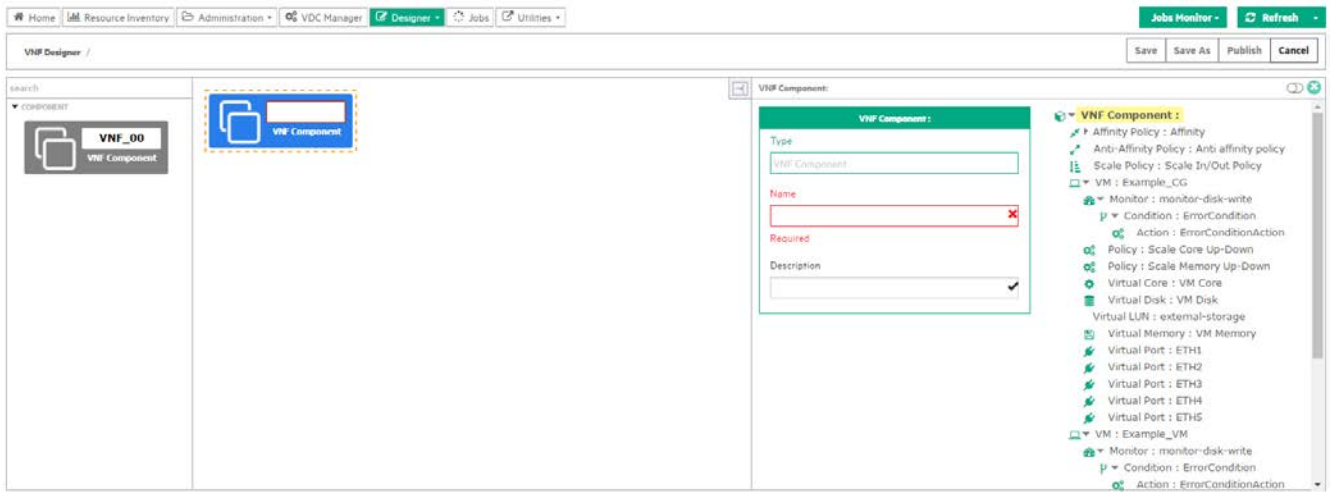 Home
Resource Inventory
Administration
VDC Manager
Designer
Jobs
Utilities
Jobs Monitor
Refresh
VNF Designer /
Save
Save As
Publish
Cancel
search
COMPONENT
VNF_00
VNF Component
VNF Component
VNF Component:
VNF Component :
Type
VNF Component
Name
Required
Description
VNF Component :
Affinity Policy : Affinity
Anti-Affinity Policy : Anti affinity policy
Scale Policy : Scale In/Out Policy
VM : Example_CG
Monitor : monitor-disk-write
Condition : ErrorCondition
Action : ErrorConditionAction
Policy : Scale Core Up-Down
Policy : Scale Memory Up-Down
Virtual Core : VM Core
Virtual Disk : VM Disk
Virtual LUN : external-storage
Virtual Memory : VM Memory
Virtual Port : ETH1
Virtual Port : ETH2
Virtual Port : ETH3
Virtual Port : ETH4
Virtual Port : ETH5
VM : Example_VM
Monitor : monitor-disk-write
Condition : ErrorCondition
Action : ErrorConditionAction